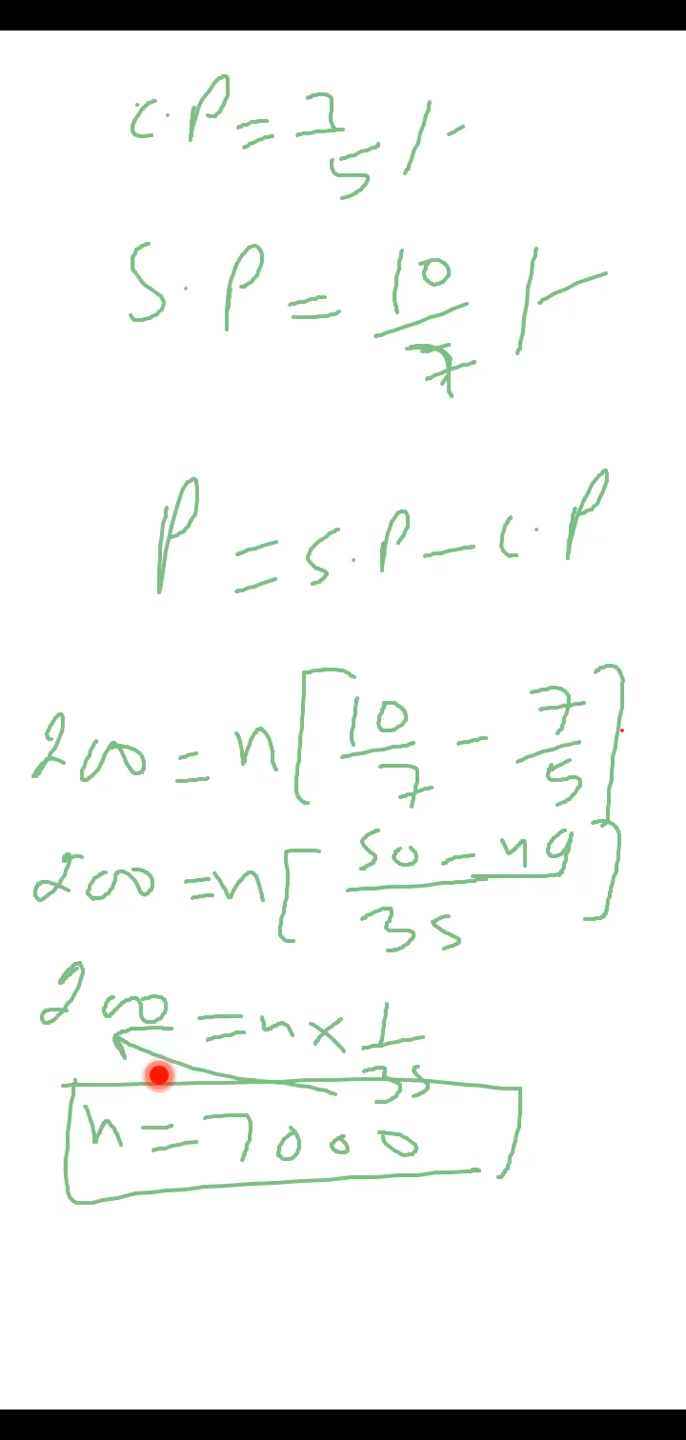 C.P = 7/5 /-
S.P = 10/7 /-
P = S.P - C.P
200 = n[10/7 - 7/5]
200 = n[50 - 49/35]
200 = n × 1/35
n = 7000